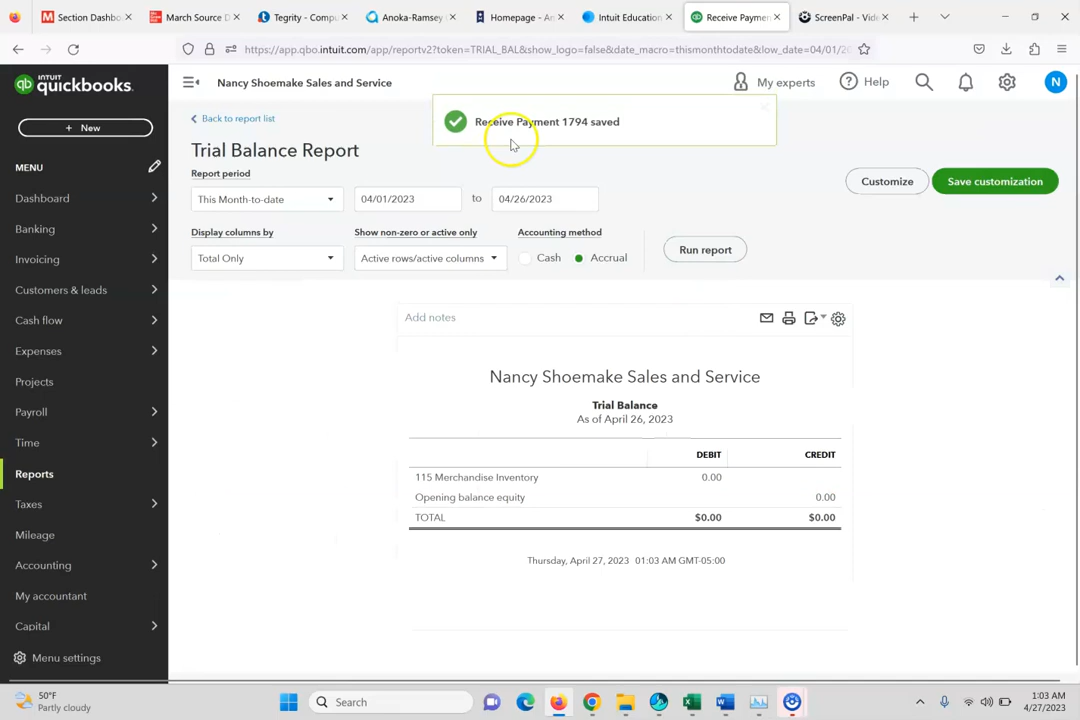 Section Dashbo
March Source D
Tegrity - Compu
Anoka-Ramsey
Homepage - An
Intuit Education
Receive Paymen
ScreenPal - Vide
https://app.qbo.intuit.com/app/reportv2?token=TRIAL_BAL&show_logo=false&date_macro=thismonthtodate&low_date=04/01/2
INTUIT
quickbooks.
Nancy Shoemake Sales and Service
My experts
Help
N
+ New
Back to report list
Receive Payment 1794 saved
Trial Balance Report
Report period
This Month-to-date
04/01/2023
to
04/26/2023
Customize
Save customization
Display columns by
Show non-zero or active only
Accounting method
Total Only
Active rows/active columns
Cash
Accrual
Run report
MENU
Dashboard
Banking
Invoicing
Customers & leads
Cash flow
Expenses
Projects
Payroll
Time
Reports
Taxes
Mileage
Accounting
My accountant
Capital
Menu settings
Add notes
Nancy Shoemake Sales and Service
Trial Balance
As of April 26, 2023
DEBIT CREDIT
115 Merchandise Inventory 0.00
Opening balance equity 0.00
TOTAL $0.00 $0.00
Thursday, April 27, 2023 01:03 AM GMT-05:00
50°F
Partly cloudy
Search
1:03 AM
4/27/2023